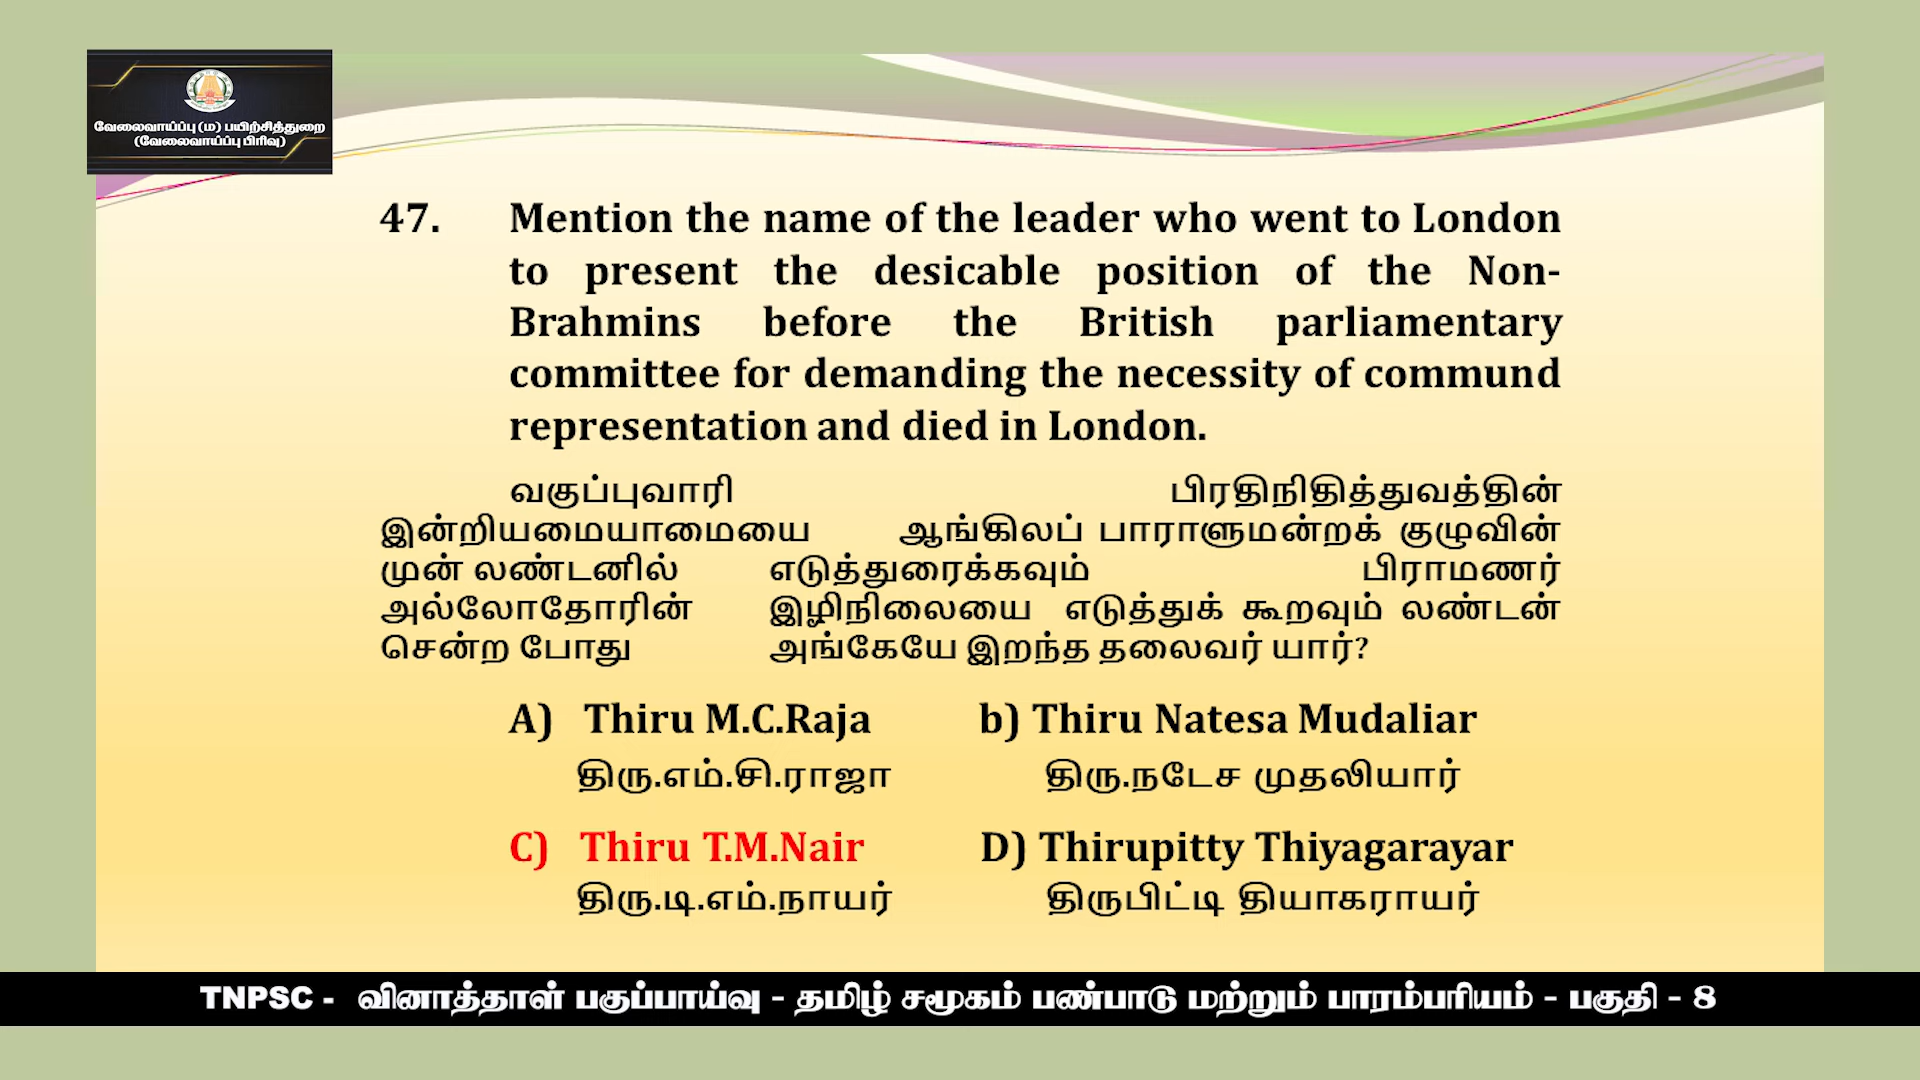 வேலைவாய்ப்பு (ம) பயிற்சித்துறை
(வேலைவாய்ப்பு பிரிவு)
47. Mention the name of the leader who went to London
to present the desicable position of the Non-
Brahmins before the British parliamentary
committee for demanding the necessity of commund
representation and died in London.
வகுப்புவாரி பிரதிநிதித்துவத்தின்
இன்றியமையாமையை ஆங்கிலப் பாராளுமன்றக் குழுவின்
முன் லண்டனில் எடுத்துரைக்கவும் பிராமணர்
அல்லோதோரின் இழிநிலையை எடுத்துக் கூறவும் லண்டன்
சென்ற போது அங்கேயே இறந்த தலைவர் யார்?
A) Thiru M.C.Raja b) Thiru Natesa Mudaliar
திரு.எம்.சி.ராஜா திரு.நடேச முதலியார்
C) Thiru T.M.Nair D) Thirupitty Thiyagarayar
திரு.டி.எம்.நாயர் திருபிட்டி தியாகராயர்
TNPSC - வினாத்தாள் பகுப்பாய்வு - தமிழ் சமூகம் பண்பாடு மற்றும் பாரம்பரியம் - பகுதி - 8